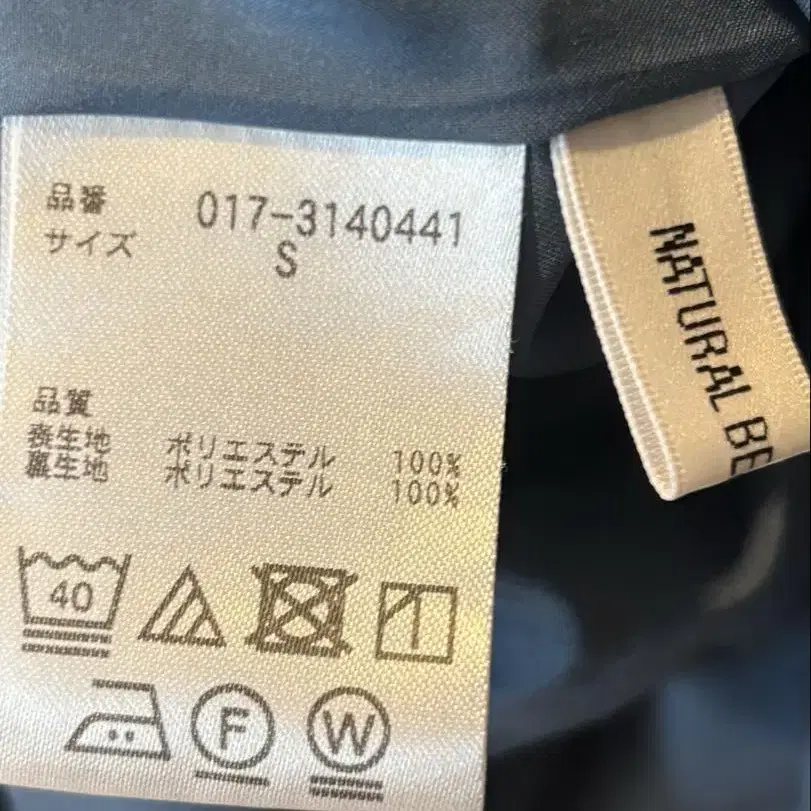 品番 017-3140441
サイズ S
品質
表生地 ポリエステル 100%
裏生地 ポリエステル 100%
40
F
W
NATURAL BE